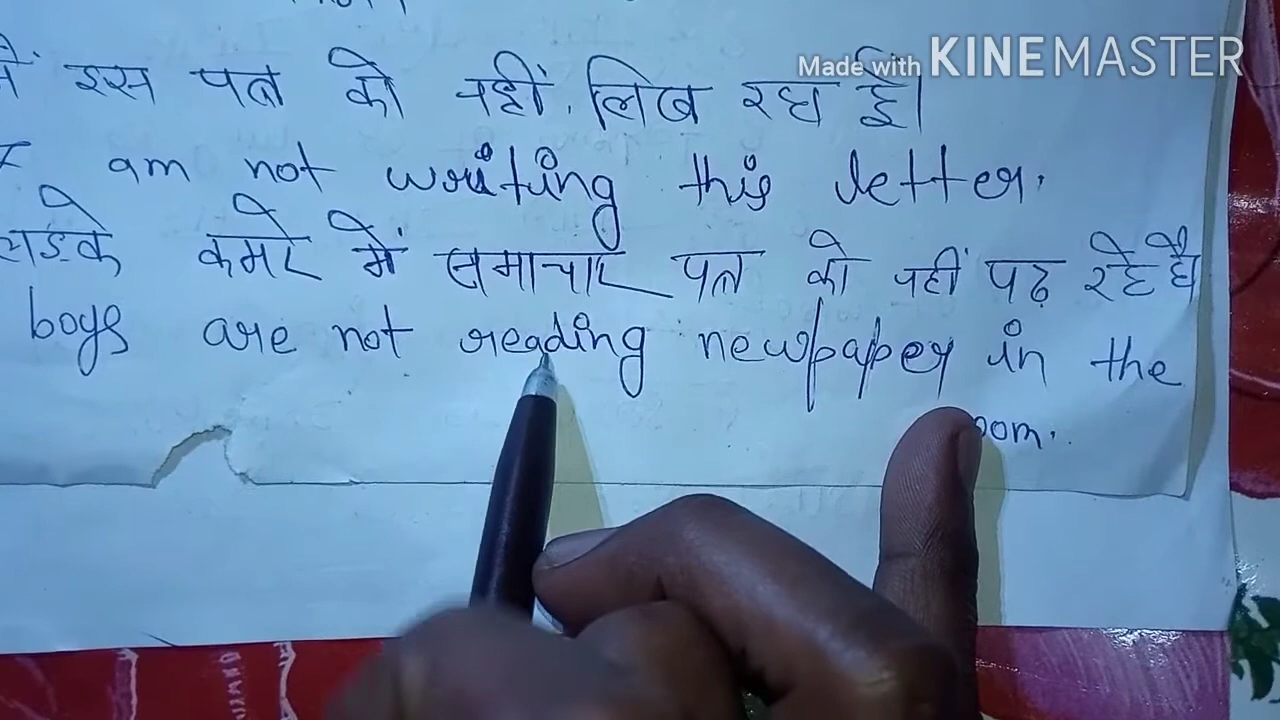 Made with KINEMASTER
मैं इस पत्र को नहीं लिख रहा हूँ।
I am not writing this letter.
लड़के कमरे में समाचार पत्र को नहीं पढ़ रहे है
boys are not reading newpaper in the
room.